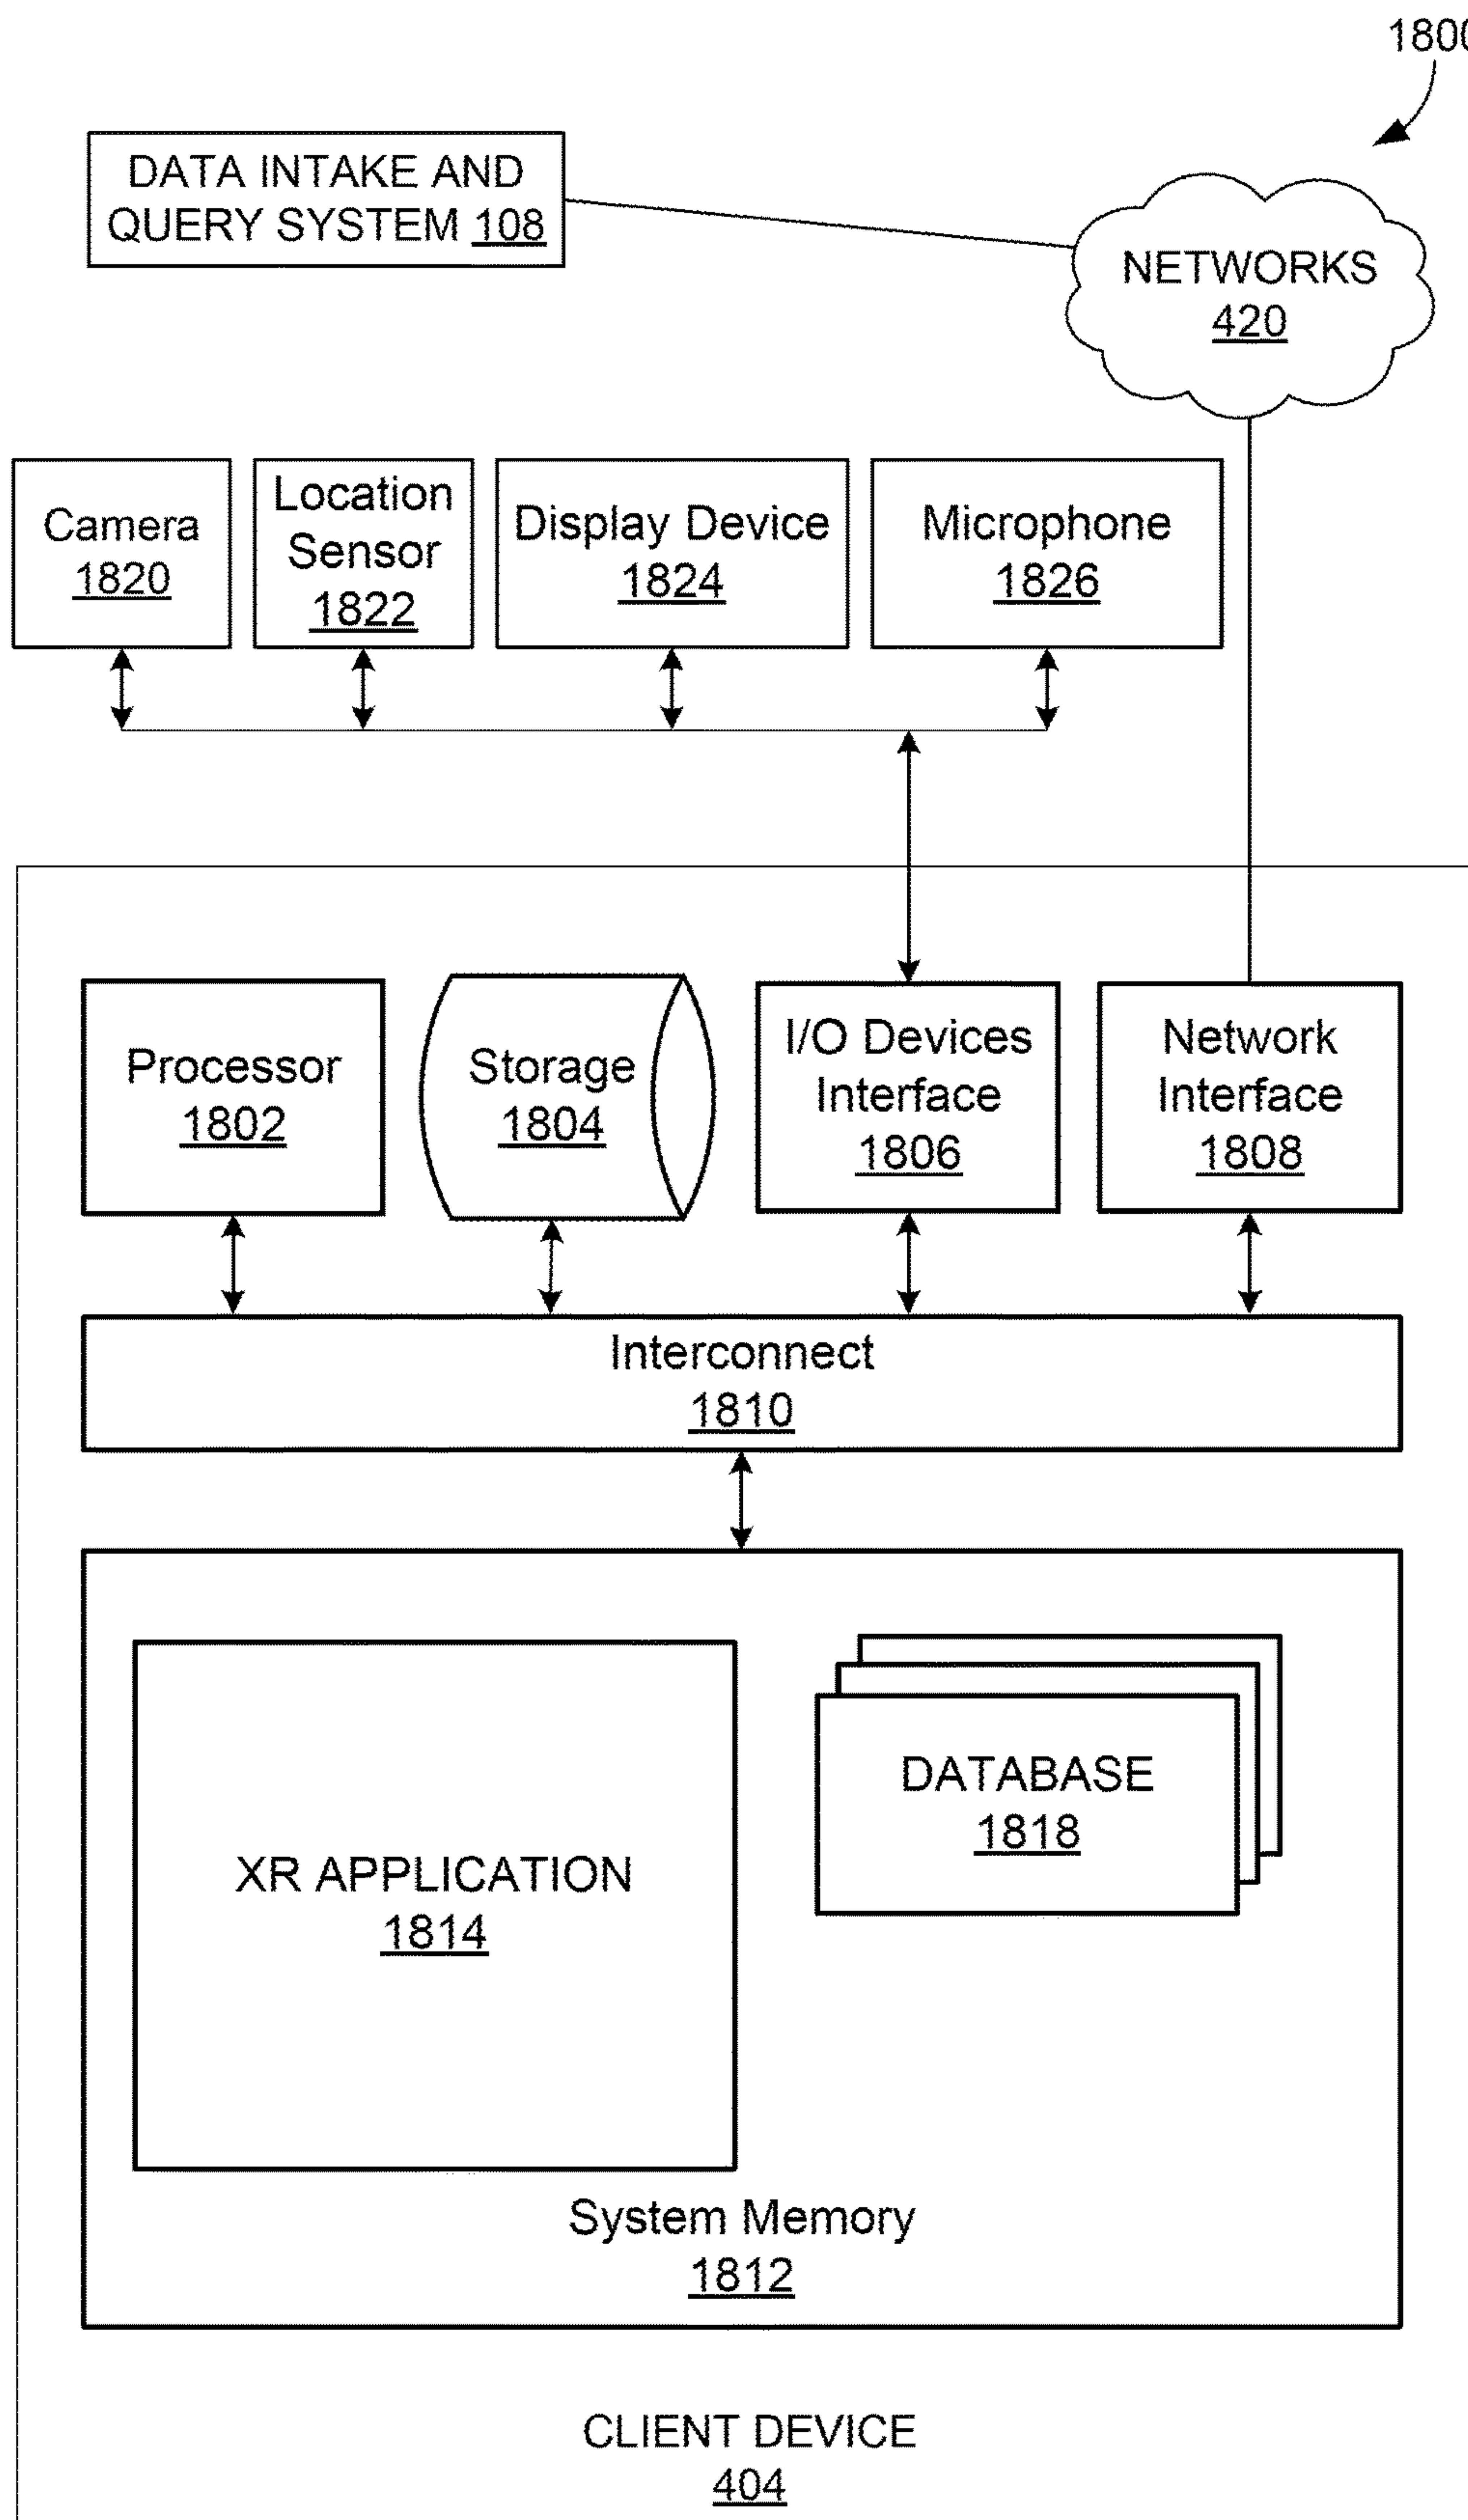 1800
DATA INTAKE AND
QUERY SYSTEM 108
NETWORKS
420
Camera
1820
Location
Sensor
1822
Display Device
1824
Microphone
1826
Processor
1802
Storage
1804
I/O Devices
Interface
1806
Network
Interface
1808
Interconnect
1810
XR APPLICATION
1814
DATABASE
1818
System Memory
1812
CLIENT DEVICE
404